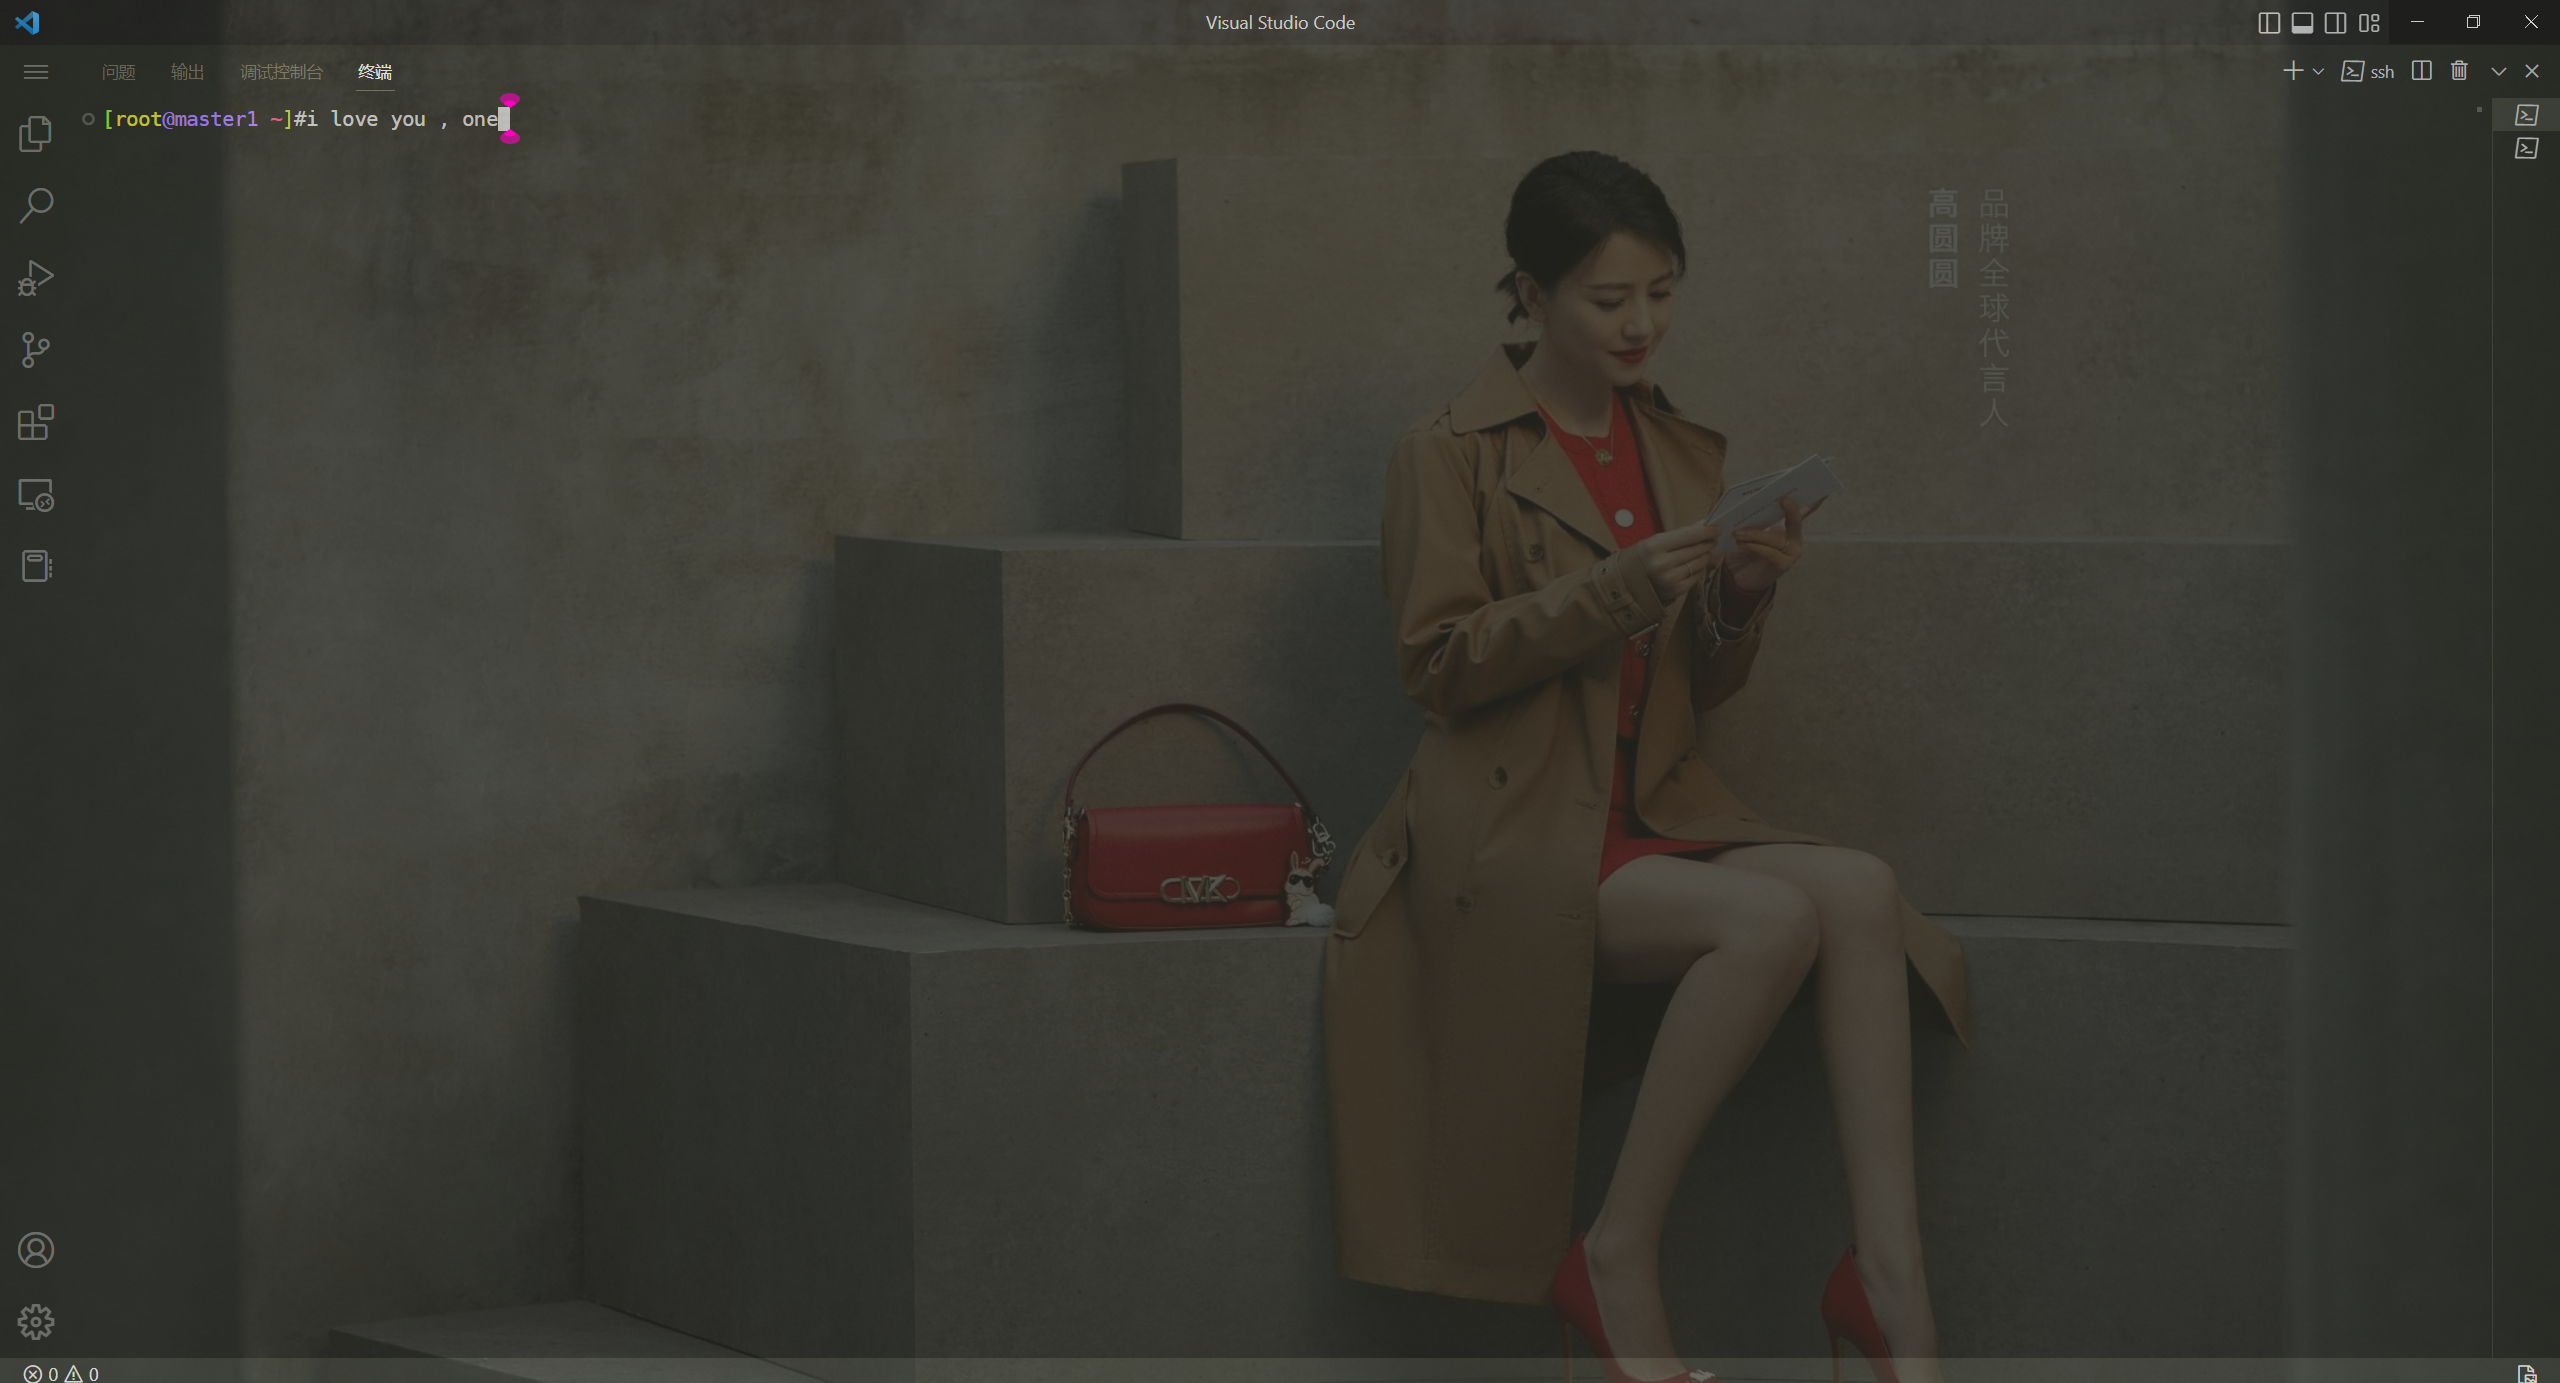 Visual Studio Code
问题 输出 调试控制台 终端
ssh
[root@master1 ~]#i love you , one
品牌全球代言人
高圆圆
MK
0 0